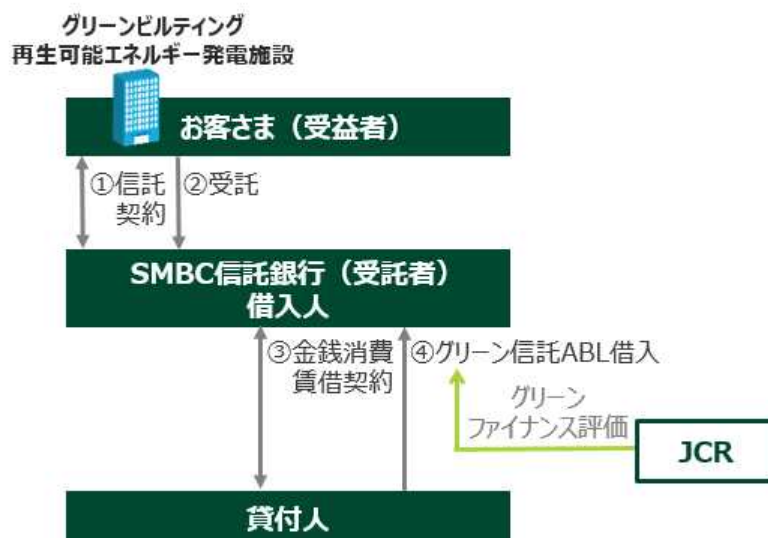 グリーンビルティング
再生可能エネルギー発電施設
お客さま（受益者）
①信託
契約
②受託
SMBC信託銀行（受託者）
借入人
③金銭消費
賃借契約
④グリーン信託ABL借入
グリーン
ファイナンス評価
JCR
貸付人